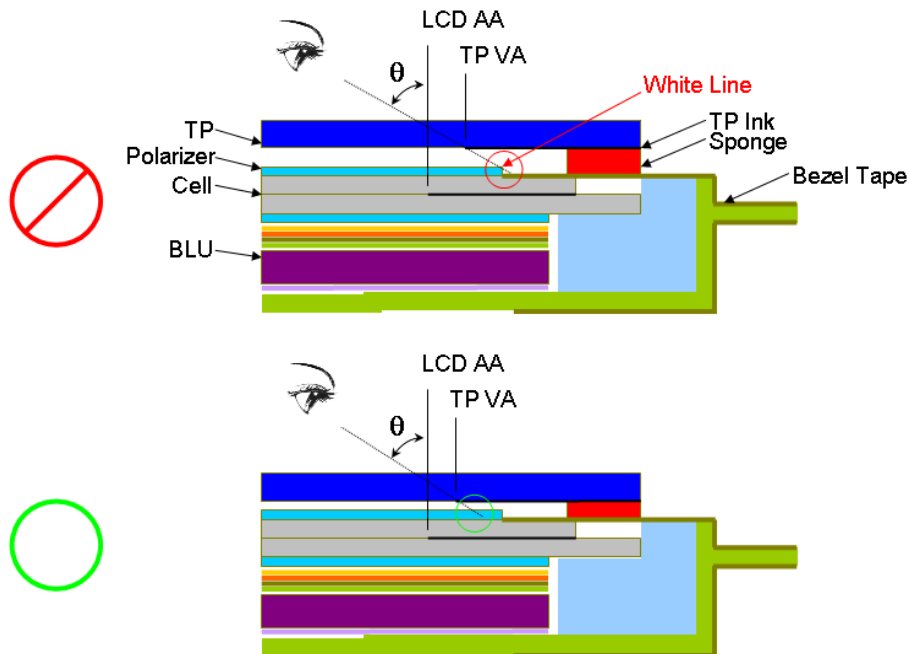 LCD AA
TP VA
θ
White Line
TP
TP Ink
Sponge
Polarizer
Bezel Tape
Cell
BLU
LCD AA
TP VA
θ